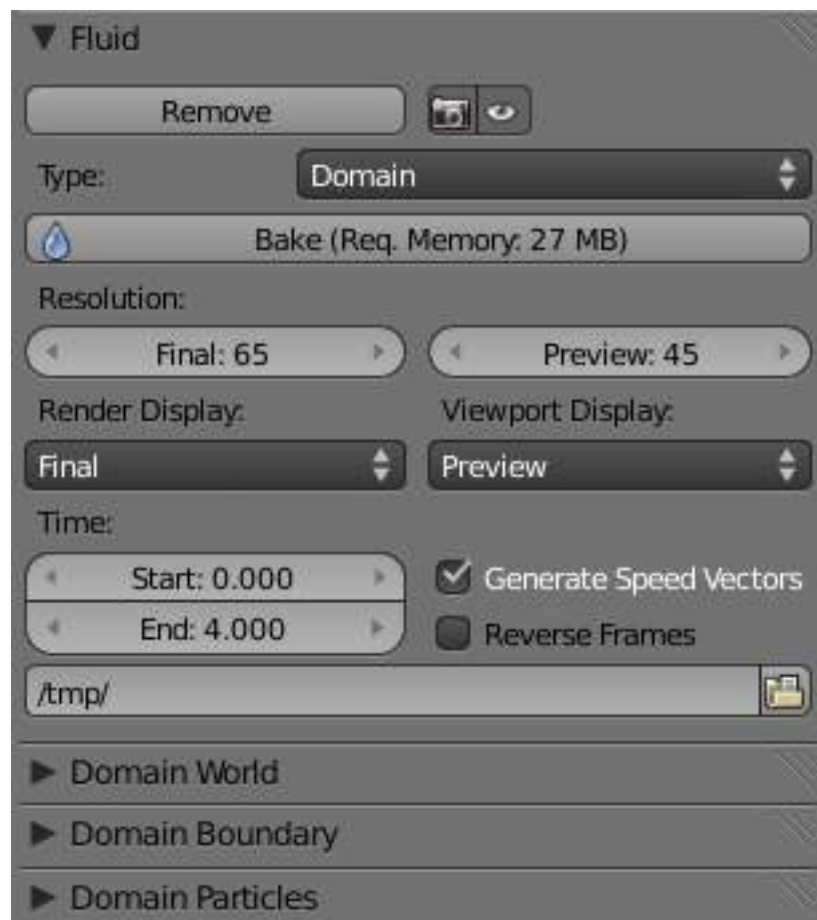 Fluid
Remove
Type: Domain
Bake (Req. Memory: 27 MB)
Resolution:
Final: 65 Preview: 45
Render Display: Viewport Display:
Final Preview
Time:
Start: 0.000 Generate Speed Vectors
End: 4.000 Reverse Frames
/tmp/
Domain World
Domain Boundary
Domain Particles